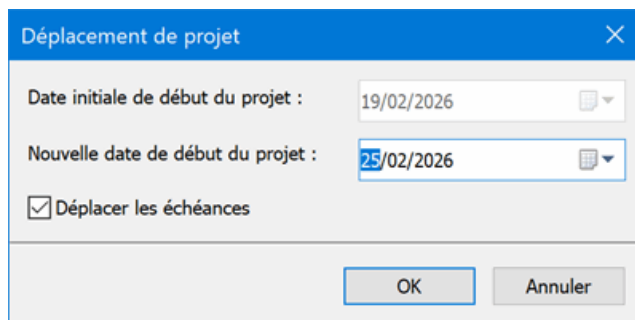 Déplacement de projet
Date initiale de début du projet : 19/02/2026
Nouvelle date de début du projet : 25/02/2026
Déplacer les échéances
OK Annuler